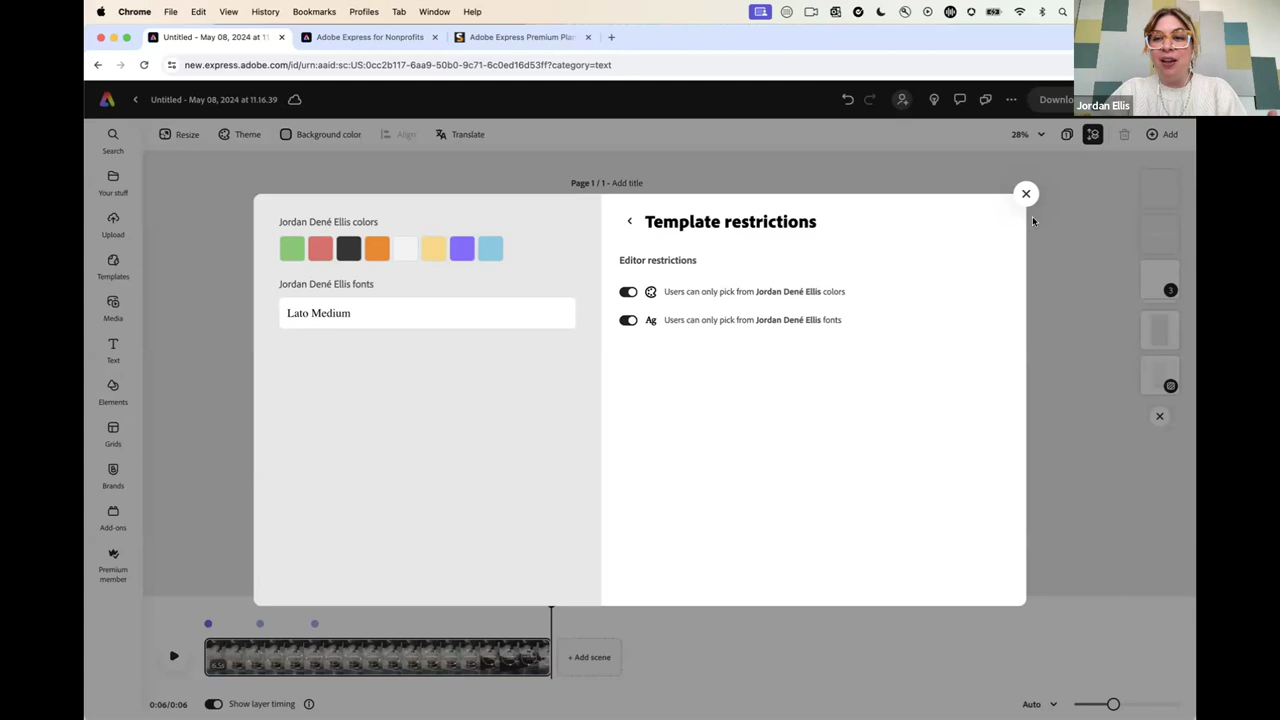 Chrome File Edit View History Bookmarks Profiles Tab Window Help
Untitled - May 08, 2024 at 11
Adobe Express for Nonprofits
Adobe Express Premium Plan
new.express.adobe.com/id/urn:aaid:sc:US:0cc2b117-6aa9-50b0-9c71-6c0ed16d53ff?category=text
Jordan Ellis
Untitled - May 08, 2024 at 11.16.39
Downlo
Search
Resize Theme Background color Align Translate
28%
Add
Page 1 / 1 - Add title
Your stuff
Upload
Templates
Media
Text
Elements
Grids
Brands
Add-ons
Premium member
Jordan Dené Ellis colors
Jordan Dené Ellis fonts
Lato Medium
Template restrictions
Editor restrictions
Users can only pick from Jordan Dené Ellis colors
Ag Users can only pick from Jordan Dené Ellis fonts
3
6.5s
+ Add scene
0:06/0:06 Show layer timing
Auto